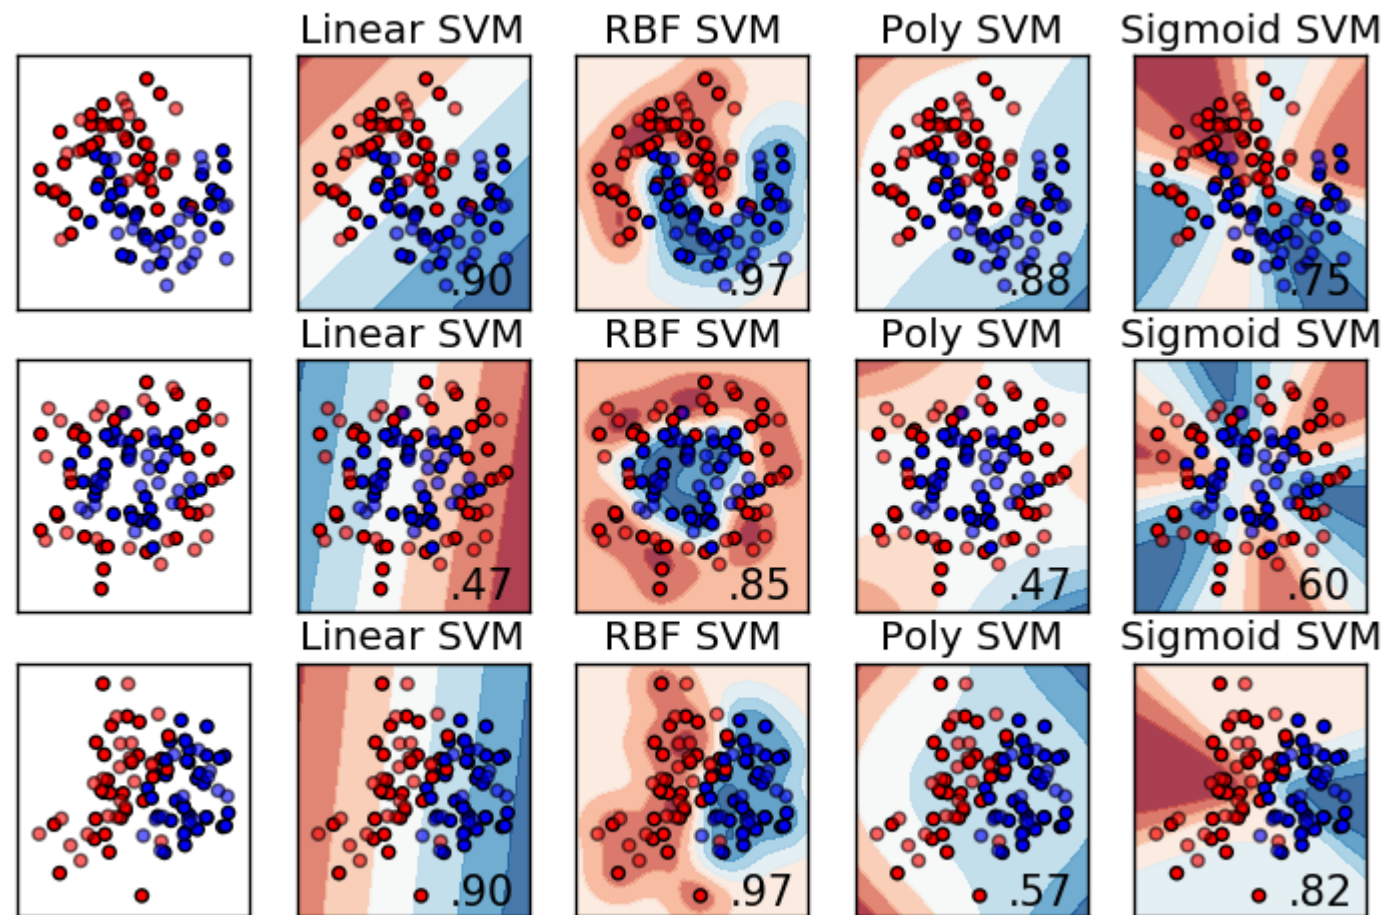 Linear SVM RBF SVM Poly SVM Sigmoid SVM
.90 .97 .88 .75
Linear SVM RBF SVM Poly SVM Sigmoid SVM
.47 .85 .47 .60
Linear SVM RBF SVM Poly SVM Sigmoid SVM
.90 .97 .57 .82